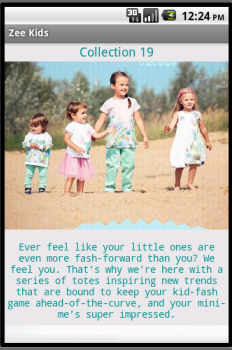 3G 12:24 PM
Zee Kids
Collection 19
Ever feel like your little ones are
even more fash-forward than you? We
feel you. That's why we're here with a
series of totes inspiring new trends
that are bound to keep your kid-fash
game ahead-of-the-curve, and your mini-
me's super impressed.